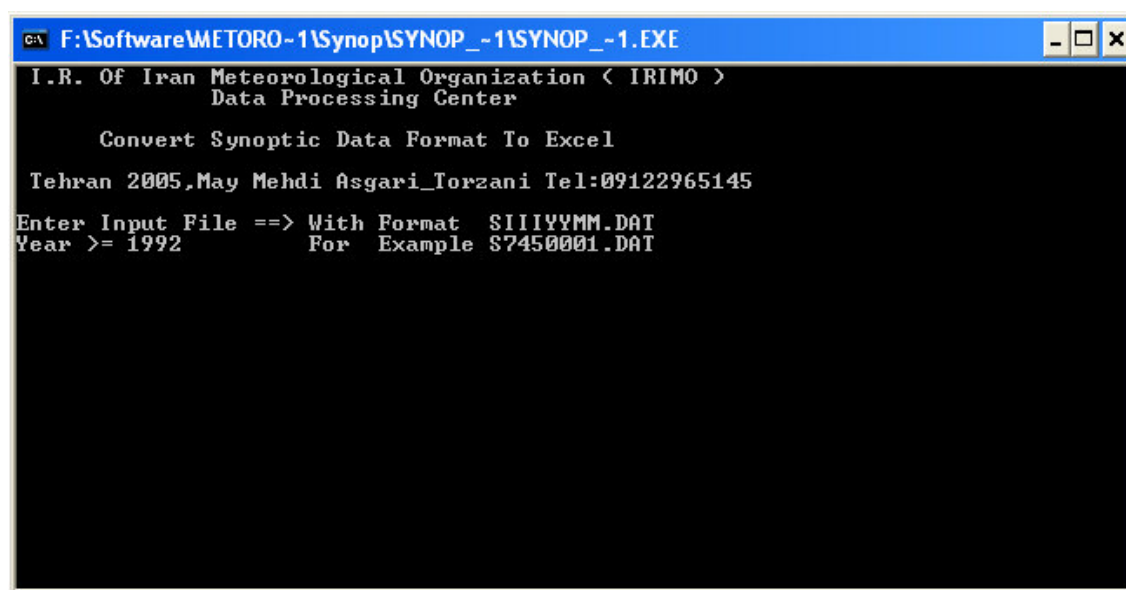 F:\Software\METORO~1\Synop\SYNOP_~1\SYNOP_~1.EXE
I.R. Of Iran Meteorological Organization ( IRIMO )
Data Processing Center
Convert Synoptic Data Format To Excel
Tehran 2005,May Mehdi Asgari_Torzani Tel:09122965145
Enter Input File ==> With Format SIIIYYMM.DAT
Year >= 1992 For Example S7450001.DAT